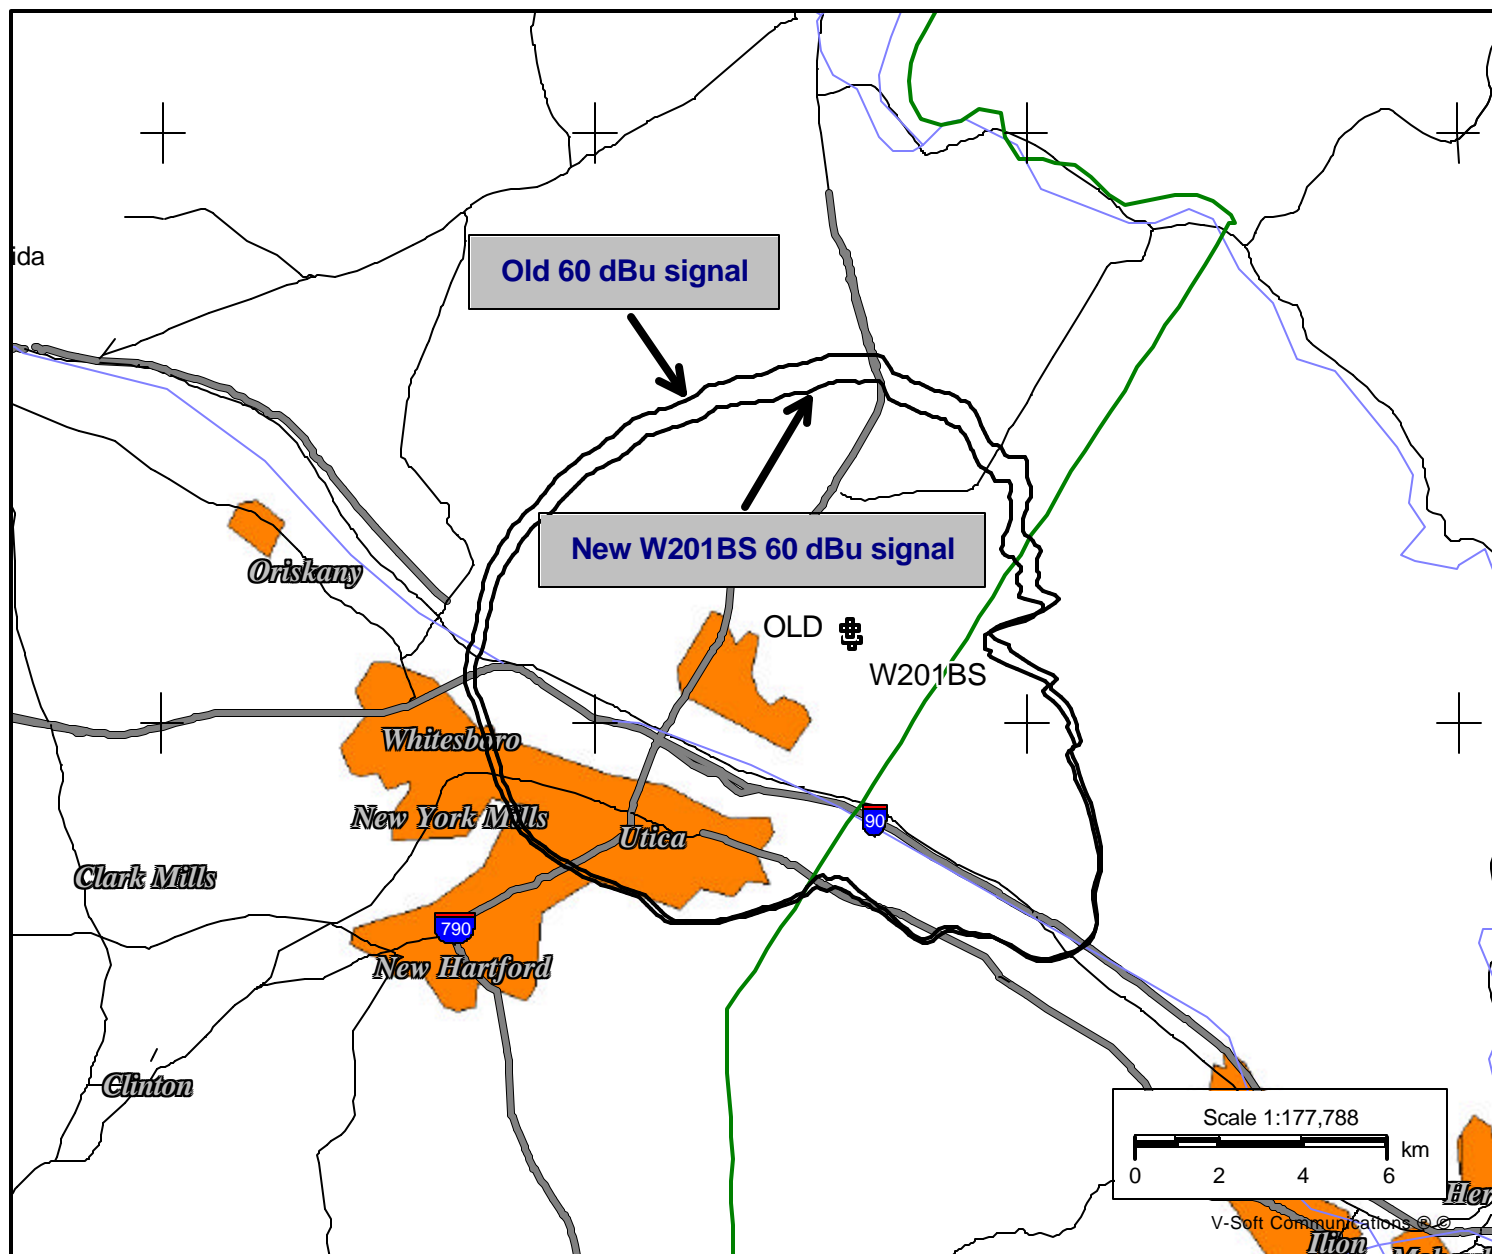 ida
Old 60 dBu signal
New W201BS 60 dBu signal
Oriskany
OLD
W201BS
Whitesboro
New York Mills
Utica
90
Clark Mills
790
New Hartford
Clinton
Scale 1:177,788
km
0 2 4 6
Her
V-Soft Communications ® ©
Ilion